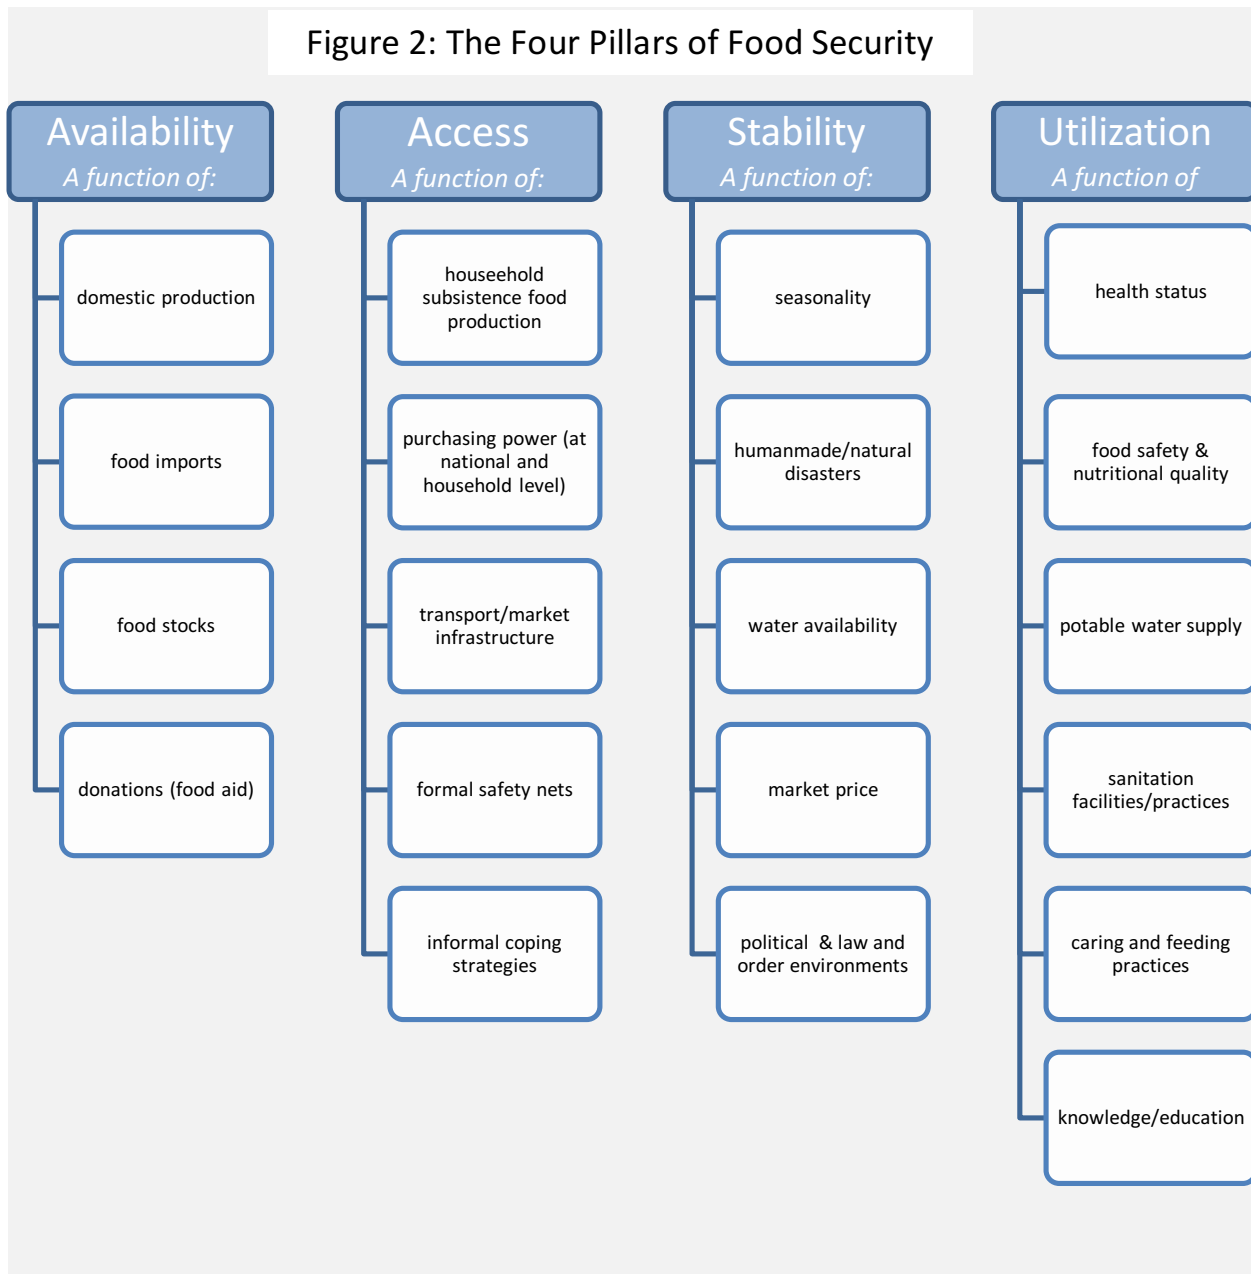 Figure 2: The Four Pillars of Food Security
Availability
A function of:
domestic production
food imports
food stocks
donations (food aid)
Access
A function of:
househehold
subsistence food
production
purchasing power (at
national and
household level)
transport/market
infrastructure
formal safety nets
informal coping
strategies
Stability
A function of:
seasonality
humanmade/natural
disasters
water availability
market price
political  & law and
order environments
Utilization
A function of
health status
food safety &
nutritional quality
potable water supply
sanitation
facilities/practices
caring and feeding
practices
knowledge/education